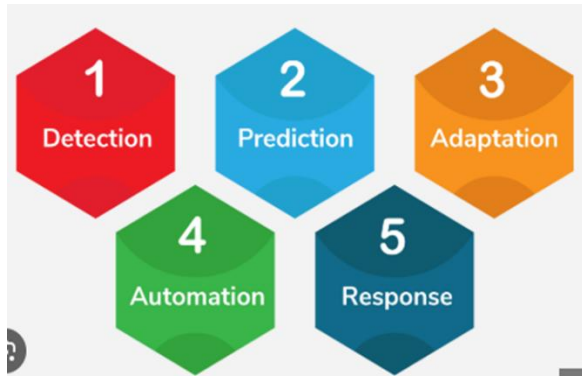 1
Detection
2
Prediction
3
Adaptation
4
Automation
5
Response